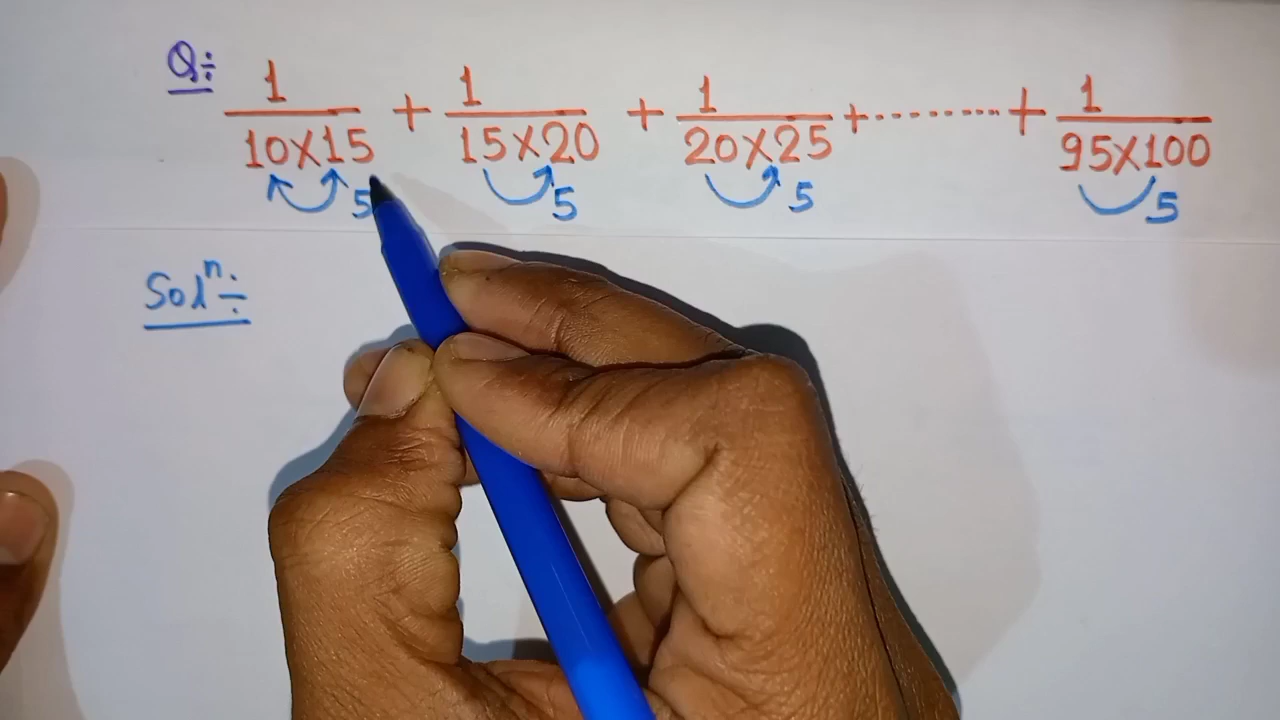 Q÷ 1/10×15 + 1/15×20 + 1/20×25 +.........+ 1/95×100
5 5 5 5
Solⁿ÷